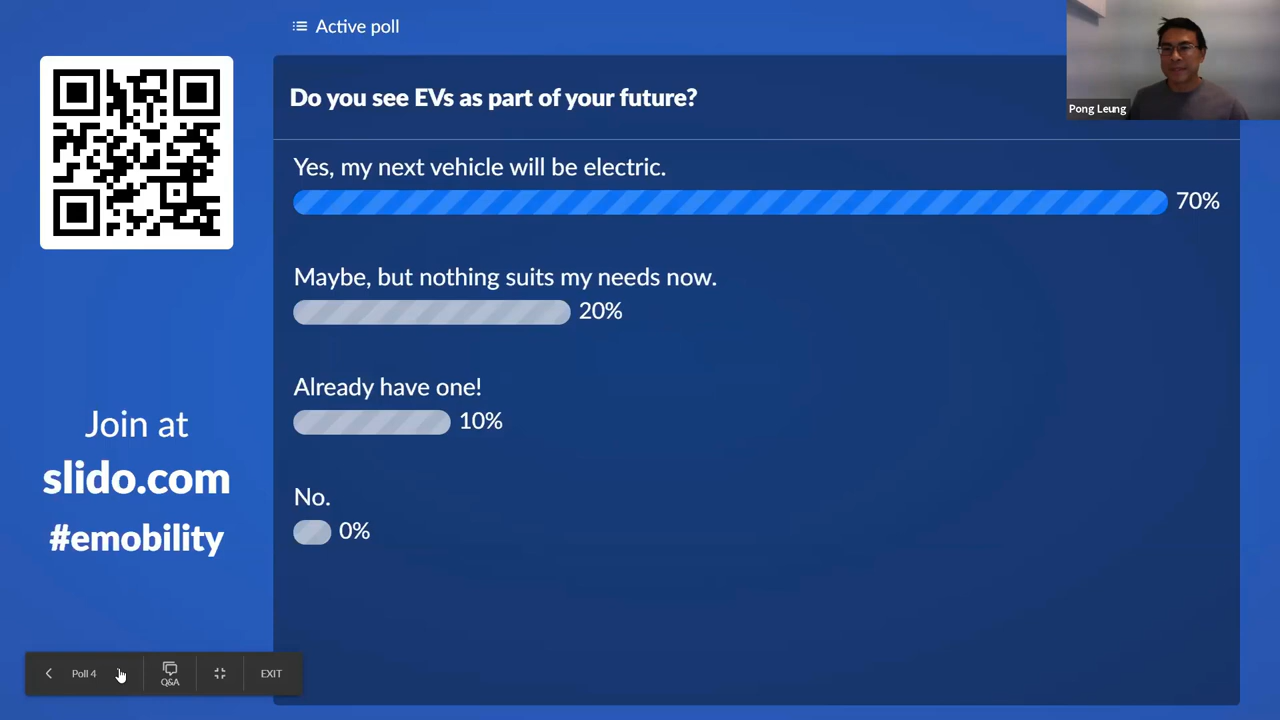 Active poll
Do you see EVs as part of your future?
Pong Leung
Yes, my next vehicle will be electric.
70%
Maybe, but nothing suits my needs now.
20%
Already have one!
10%
No.
0%
Join at
slido.com
#emobility
Poll 4
Q&A
EXIT